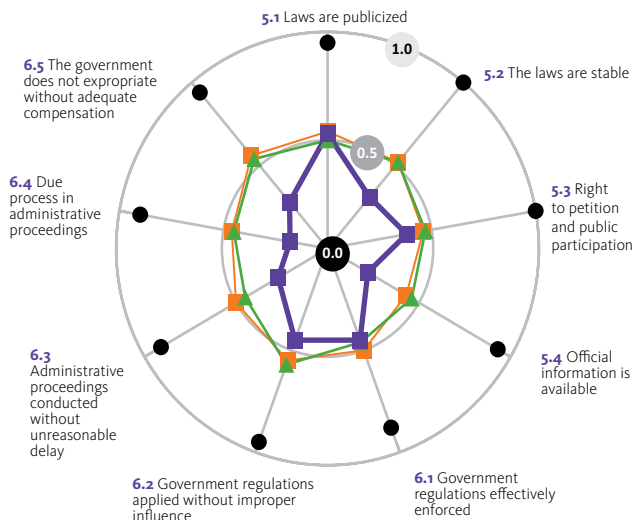 5.1 Laws are publicized
1.0
6.5 The government
does not expropriate
without adequate
compensation
5.2 The laws are stable
0.5
5.3 Right
to petition
and public
participation
6.4 Due
process in
administrative
proceedings
0.0
6.3
Administrative
proceedings
conducted
without
unreasonable
delay
5.4 Official
information is
available
6.2 Government regulations
applied without improper
influence
6.1 Government
regulations effectively
enforced